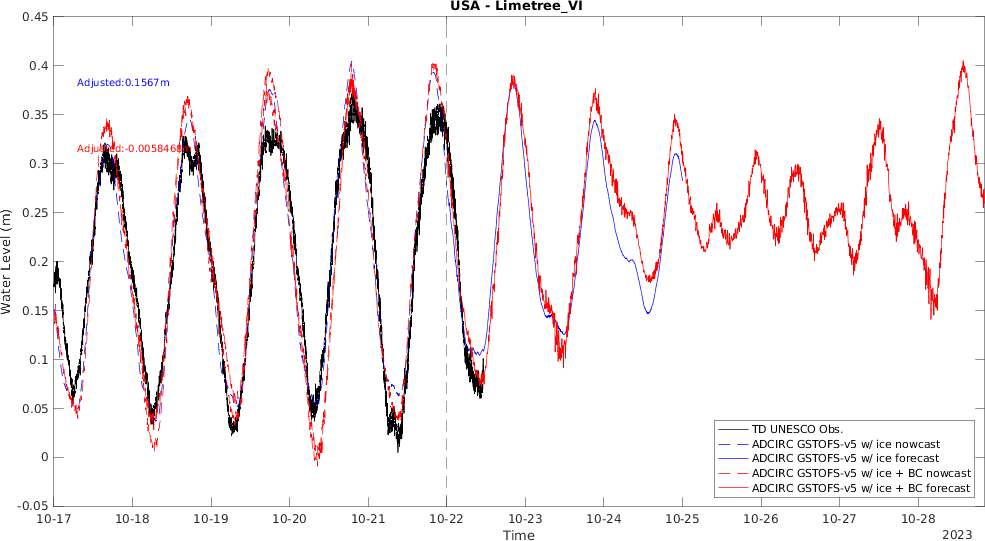 USA - Limetree_VI
0.45
0.4
0.35
0.3
0.25
0.2
0.15
0.1
0.05
0
-0.05
Water Level (m)
Adjusted:0.1567m
Adjusted:-0.0058468m
TD UNESCO Obs.
ADCIRC GSTOFS-v5 w/ ice nowcast
ADCIRC GSTOFS-v5 w/ ice forecast
ADCIRC GSTOFS-v5 w/ ice + BC nowcast
ADCIRC GSTOFS-v5 w/ ice + BC forecast
10-17 10-18 10-19 10-20 10-21 10-22 10-23 10-24 10-25 10-26 10-27 10-28
Time
2023